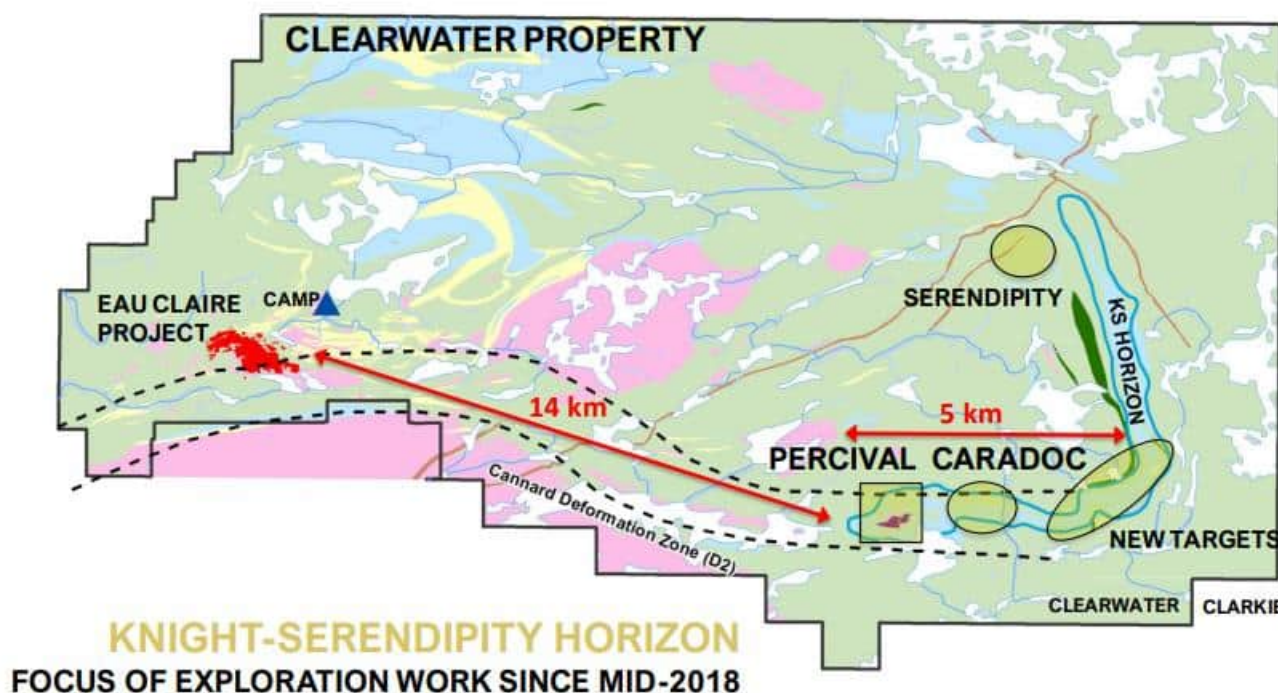 CLEARWATER PROPERTY
EAU CLAIRE
PROJECT
CAMP
SERENDIPITY
KS HORIZON
14 km
5 km
PERCIVAL CARADOC
Cannard Deformation Zone (D2)
NEW TARGETS
CLEARWATER
CLARKIE
KNIGHT-SERENDIPITY HORIZON
FOCUS OF EXPLORATION WORK SINCE MID-2018